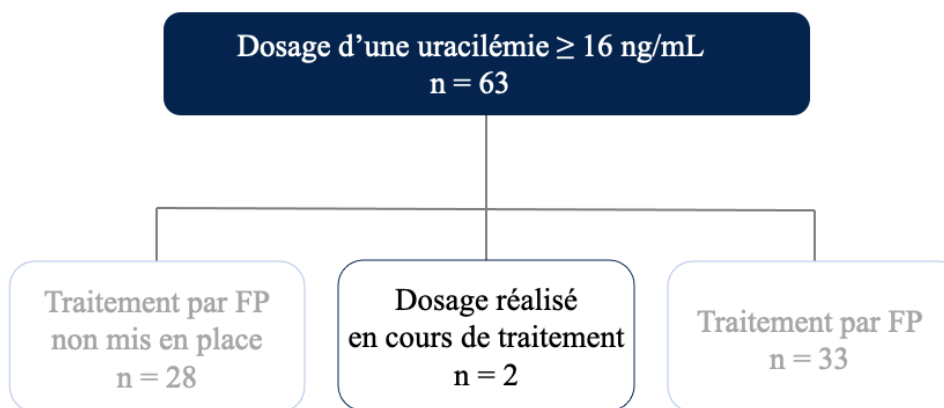 Dosage d’une uracilémie ≥ 16 ng/mL
n = 63
Traitement par FP
non mis en place
n = 28
Dosage réalisé
en cours de traitement
n = 2
Traitement par FP
n = 33